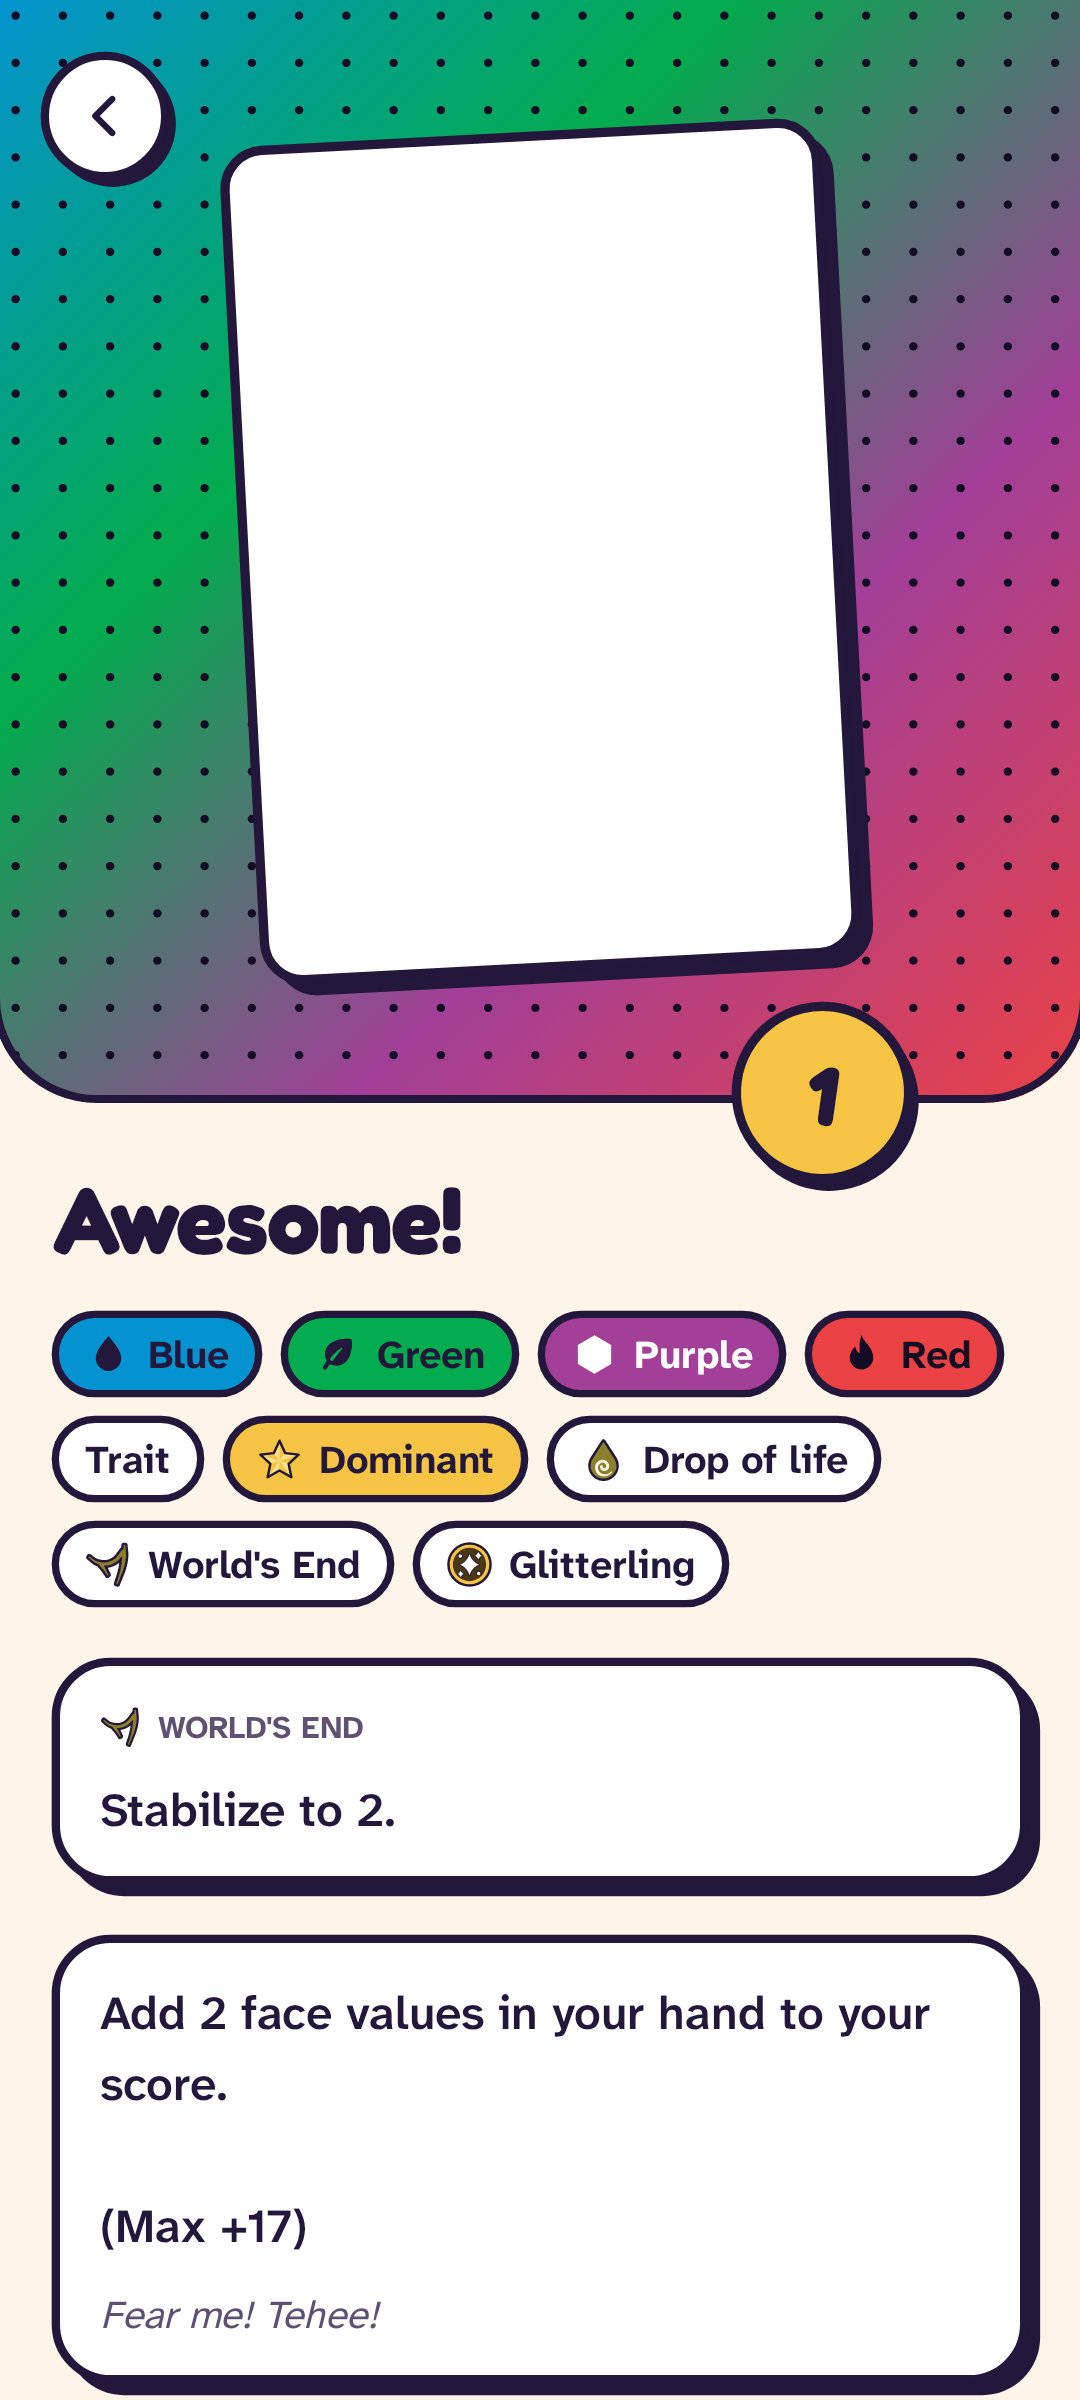 1
Awesome!
Blue Green Purple Red
Trait Dominant Drop of life
World's End Glitterling
WORLD'S END
Stabilize to 2.
Add 2 face values in your hand to your
score.
(Max +17)
Fear me! Tehee!